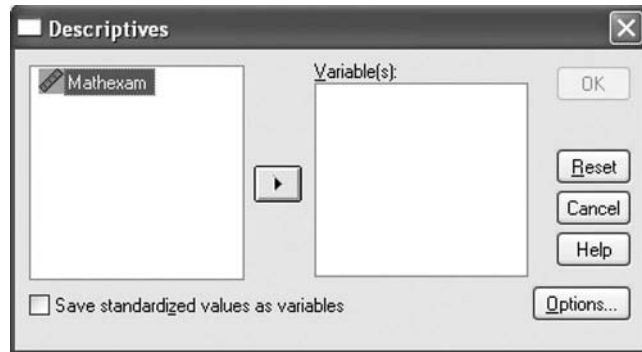 Descriptives
Mathexam
Variable(s):
OK
Reset
Cancel
Help
Save standardized values as variables
Options...